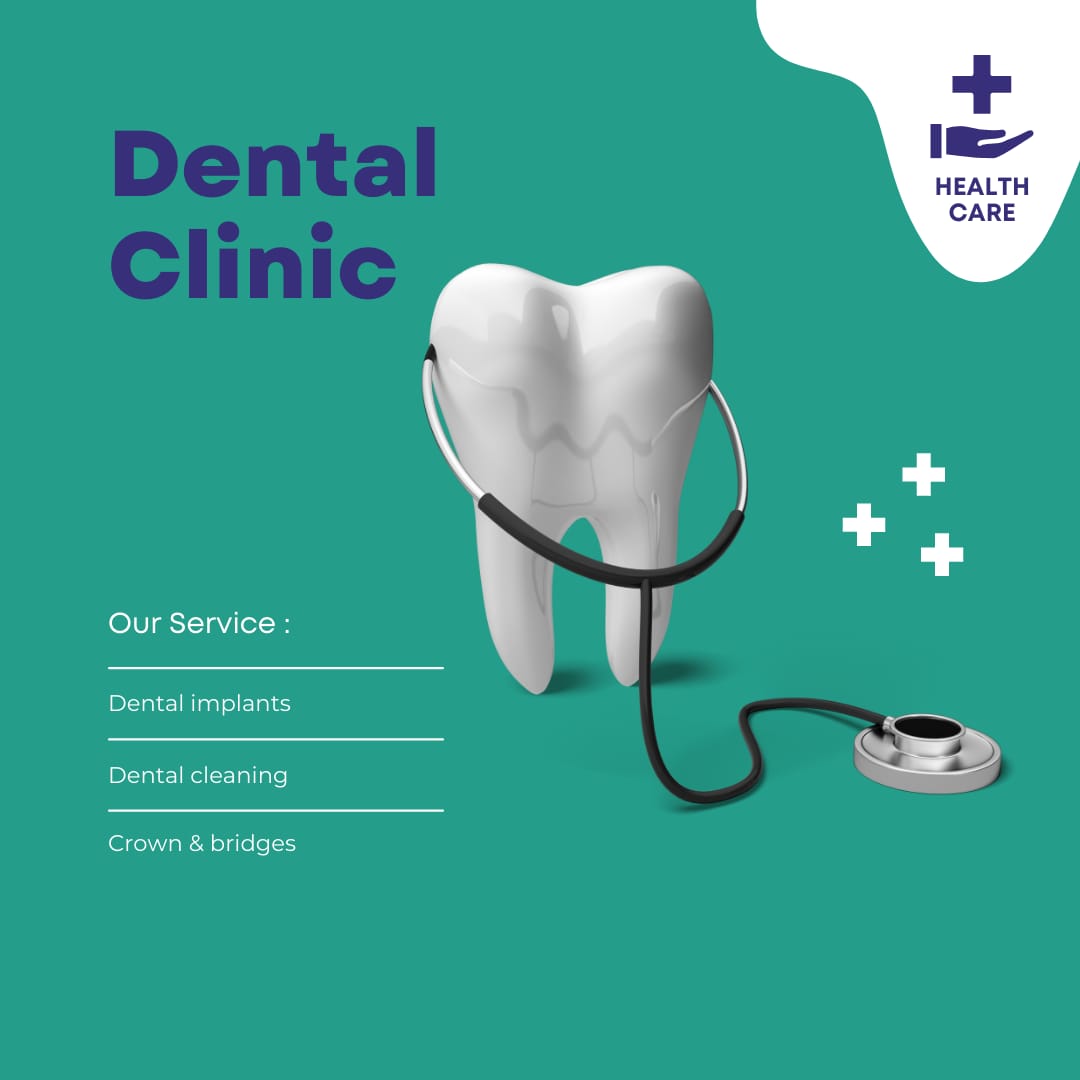 Dental
Clinic
HEALTH
CARE
Our Service :
Dental implants
Dental cleaning
Crown & bridges